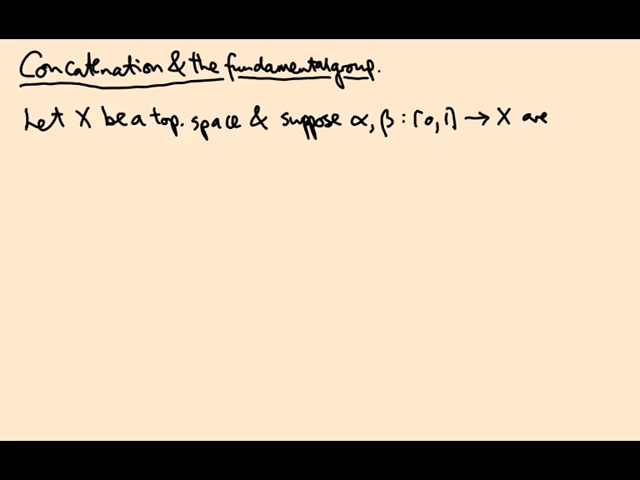 Concatenation & the fundamental group.
Let X be a top. space & suppose α, β : [0,1] → X are